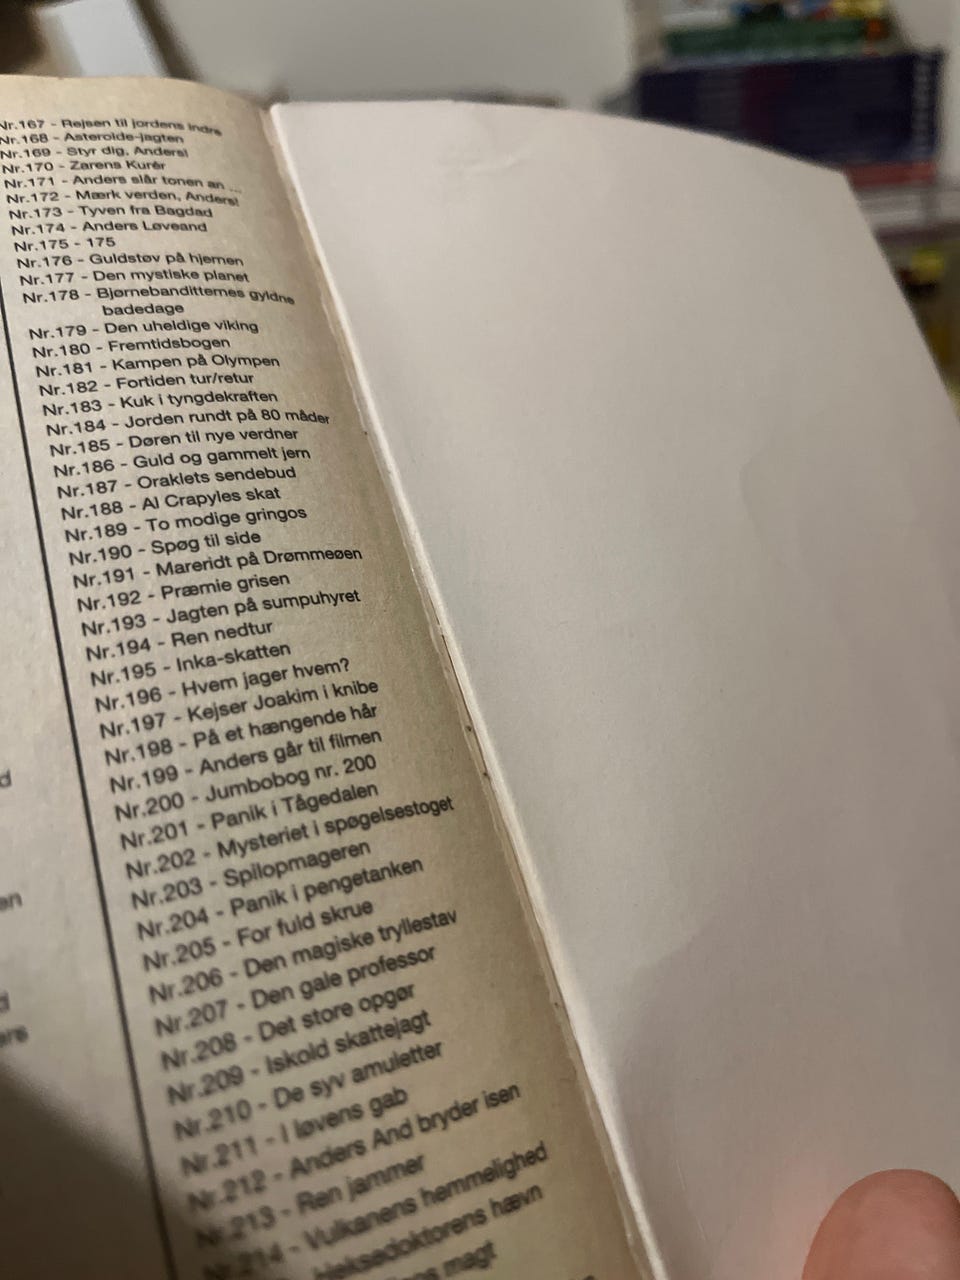 Nr.167 - Rejsen til jordens indre
Nr.168 - Asteroide-jagten
Nr.169 - Styr dig, Anders!
Nr.170 - Zarens Kurér
Nr.171 - Anders slår tonen an ...
Nr.172 - Mærk verden, Anders!
Nr.173 - Tyven fra Bagdad
Nr.174 - Anders Løveand
Nr.175 - 175
Nr.176 - Guldstøv på hjernen
Nr.177 - Den mystiske planet
Nr.178 - Bjørnebanditternes gyldne
badedage
Nr.179 - Den uheldige viking
Nr.180 - Fremtidsbogen
Nr.181 - Kampen på Olympen
Nr.182 - Fortiden tur/retur
Nr.183 - Kuk i tyngdekraften
Nr.184 - Jorden rundt på 80 måder
Nr.185 - Døren til nye verdner
Nr.186 - Guld og gammelt jern
Nr.187 - Oraklets sendebud
Nr.188 - Al Crapyles skat
Nr.189 - To modige gringos
Nr.190 - Spøg til side
Nr.191 - Mareridt på Drømmeøen
Nr.192 - Præmie grisen
Nr.193 - Jagten på sumpuhyret
Nr.194 - Ren nedtur
Nr.195 - Inka-skatten
Nr.196 - Hvem jager hvem?
Nr.197 - Kejser Joakim i knibe
Nr.198 - På et hængende hår
Nr.199 - Anders går til filmen
Nr.200 - Jumbobog nr. 200
Nr.201 - Panik i Tågedalen
Nr.202 - Mysteriet i spøgelsestoget
Nr.203 - Spilopmageren
Nr.204 - Panik i pengetanken
Nr.205 - For fuld skrue
Nr.206 - Den magiske tryllestav
Nr.207 - Den gale professor
Nr.208 - Det store opgør
Nr.209 - Iskold skattejagt
Nr.210 - De syv amuletter
Nr.211 - I løvens gab
Nr.212 - Anders And bryder isen
Nr.213 - Ren jammer
Nr.214 - Vulkanens hemmelighed
Heksedoktorens hævn
magt